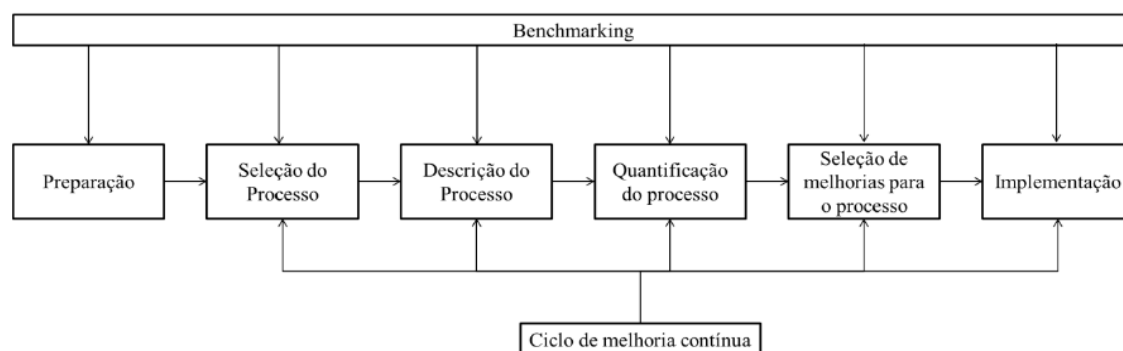 Benchmarking
Preparação
Seleção do
Processo
Descrição do
Processo
Quantificação
do processo
Seleção de
melhorias para
o processo
Implementação
Ciclo de melhoria contínua